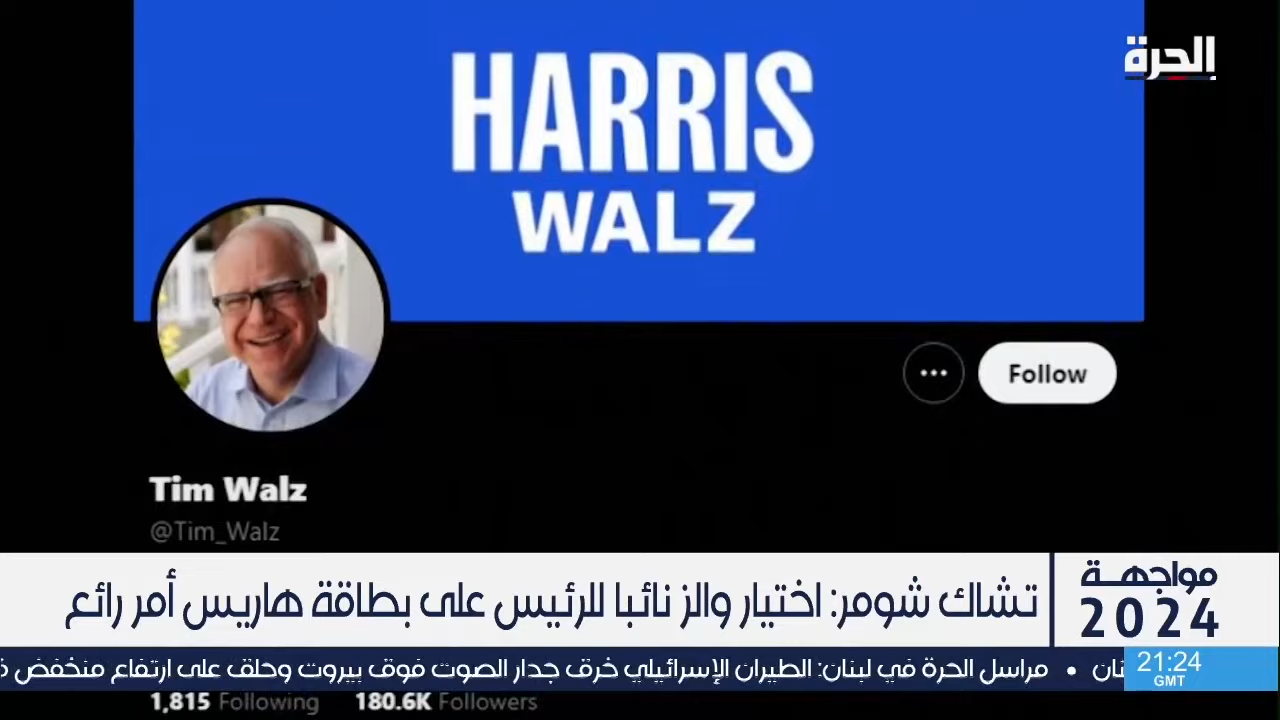 الحرة
HARRIS
WALZ
Follow
Tim Walz
@Tim_Walz
مواجهة
2024
تشاك شومر: اختيار والز نائبا للرئيس على بطاقة هاريس أمر رائع
• مراسل الحرة في لبنان: الطيران الإسرائيلي خرق جدار الصوت فوق بيروت وحلق على ارتفاع منخفض
21:24
GMT
1,815 Following 180.6K Followers